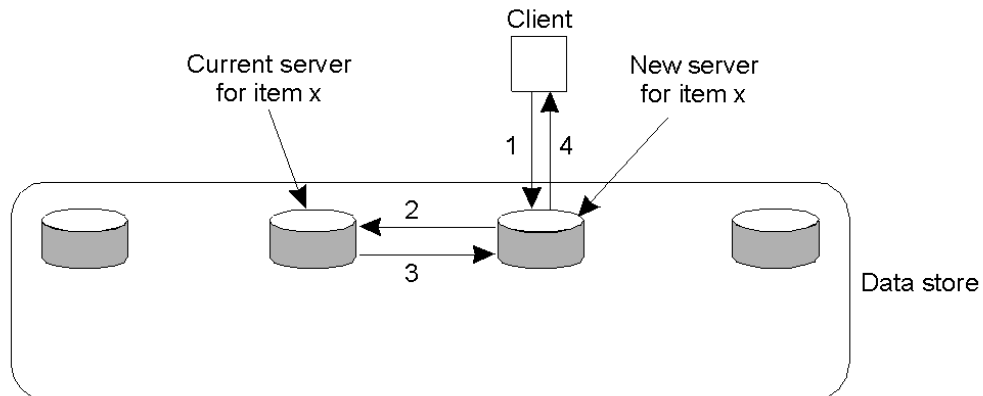 Client
Current server
for item x
New server
for item x
1
4
2
3
Data store